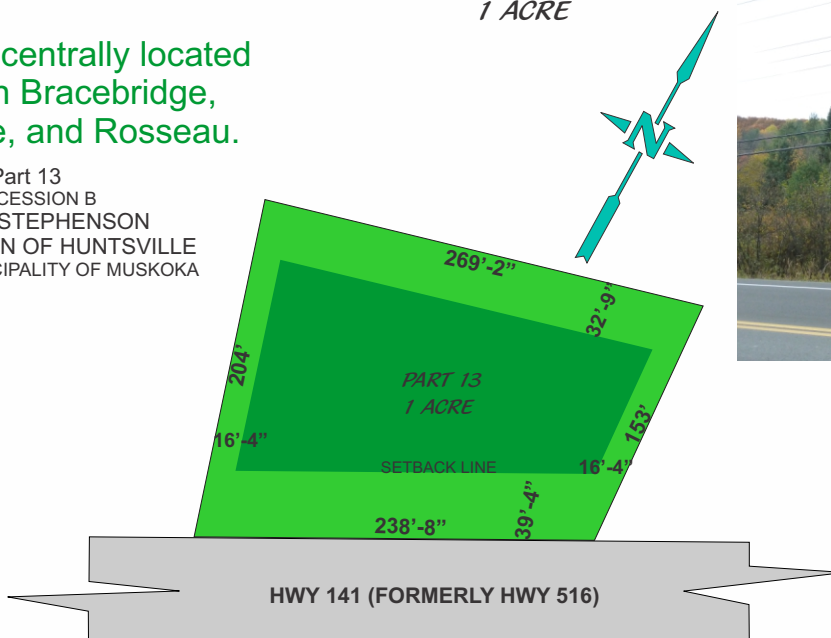 1 ACRE
centrally located
Bracebridge,
and Rosseau.
Part 13
CESSION B
STEPHENSON
N OF HUNTSVILLE
CIPALITY OF MUSKOKA
N
269'-2”
32'-9”
204'
PART 13
1 ACRE
153'
16'-4”
SETBACK LINE
16'-4”
39'-4”
238'-8”
HWY 141 (FORMERLY HWY 516)